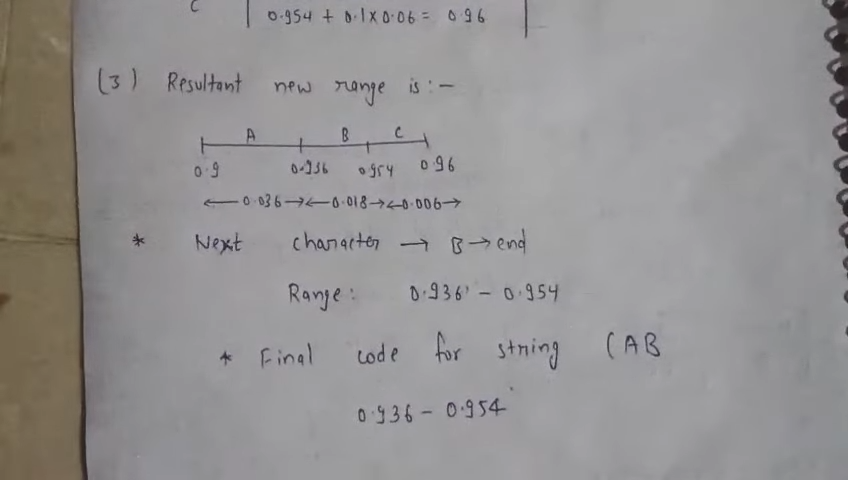 C 0.954 + 0.1 x 0.06 = 0.96
(3) Resultant new range is :-
A B C
0.9 0.936 0.954 0.96
← 0.036 → ← 0.018 → ← 0.006 →
* Next character → B → end
Range: 0.936 - 0.954
* Final code for string (AB
0.936 - 0.954